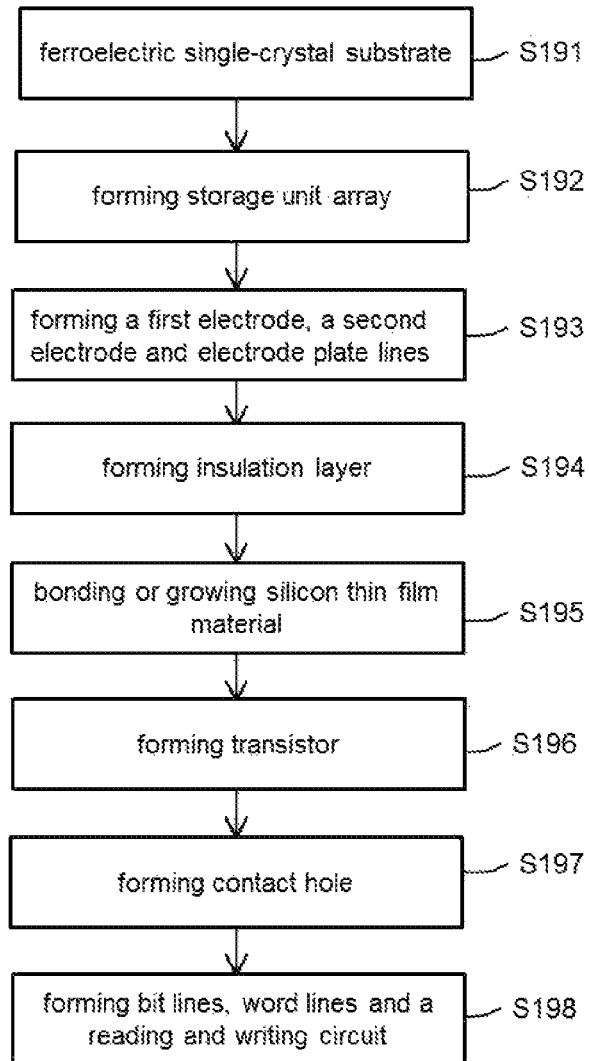 ferroelectric single-crystal substrate
S191
forming storage unit array
S192
forming a first electrode, a second
electrode and electrode plate lines
S193
forming insulation layer
S194
bonding or growing silicon thin film
material
S195
forming transistor
S196
forming contact hole
S197
forming bit lines, word lines and a
reading and writing circuit
S198